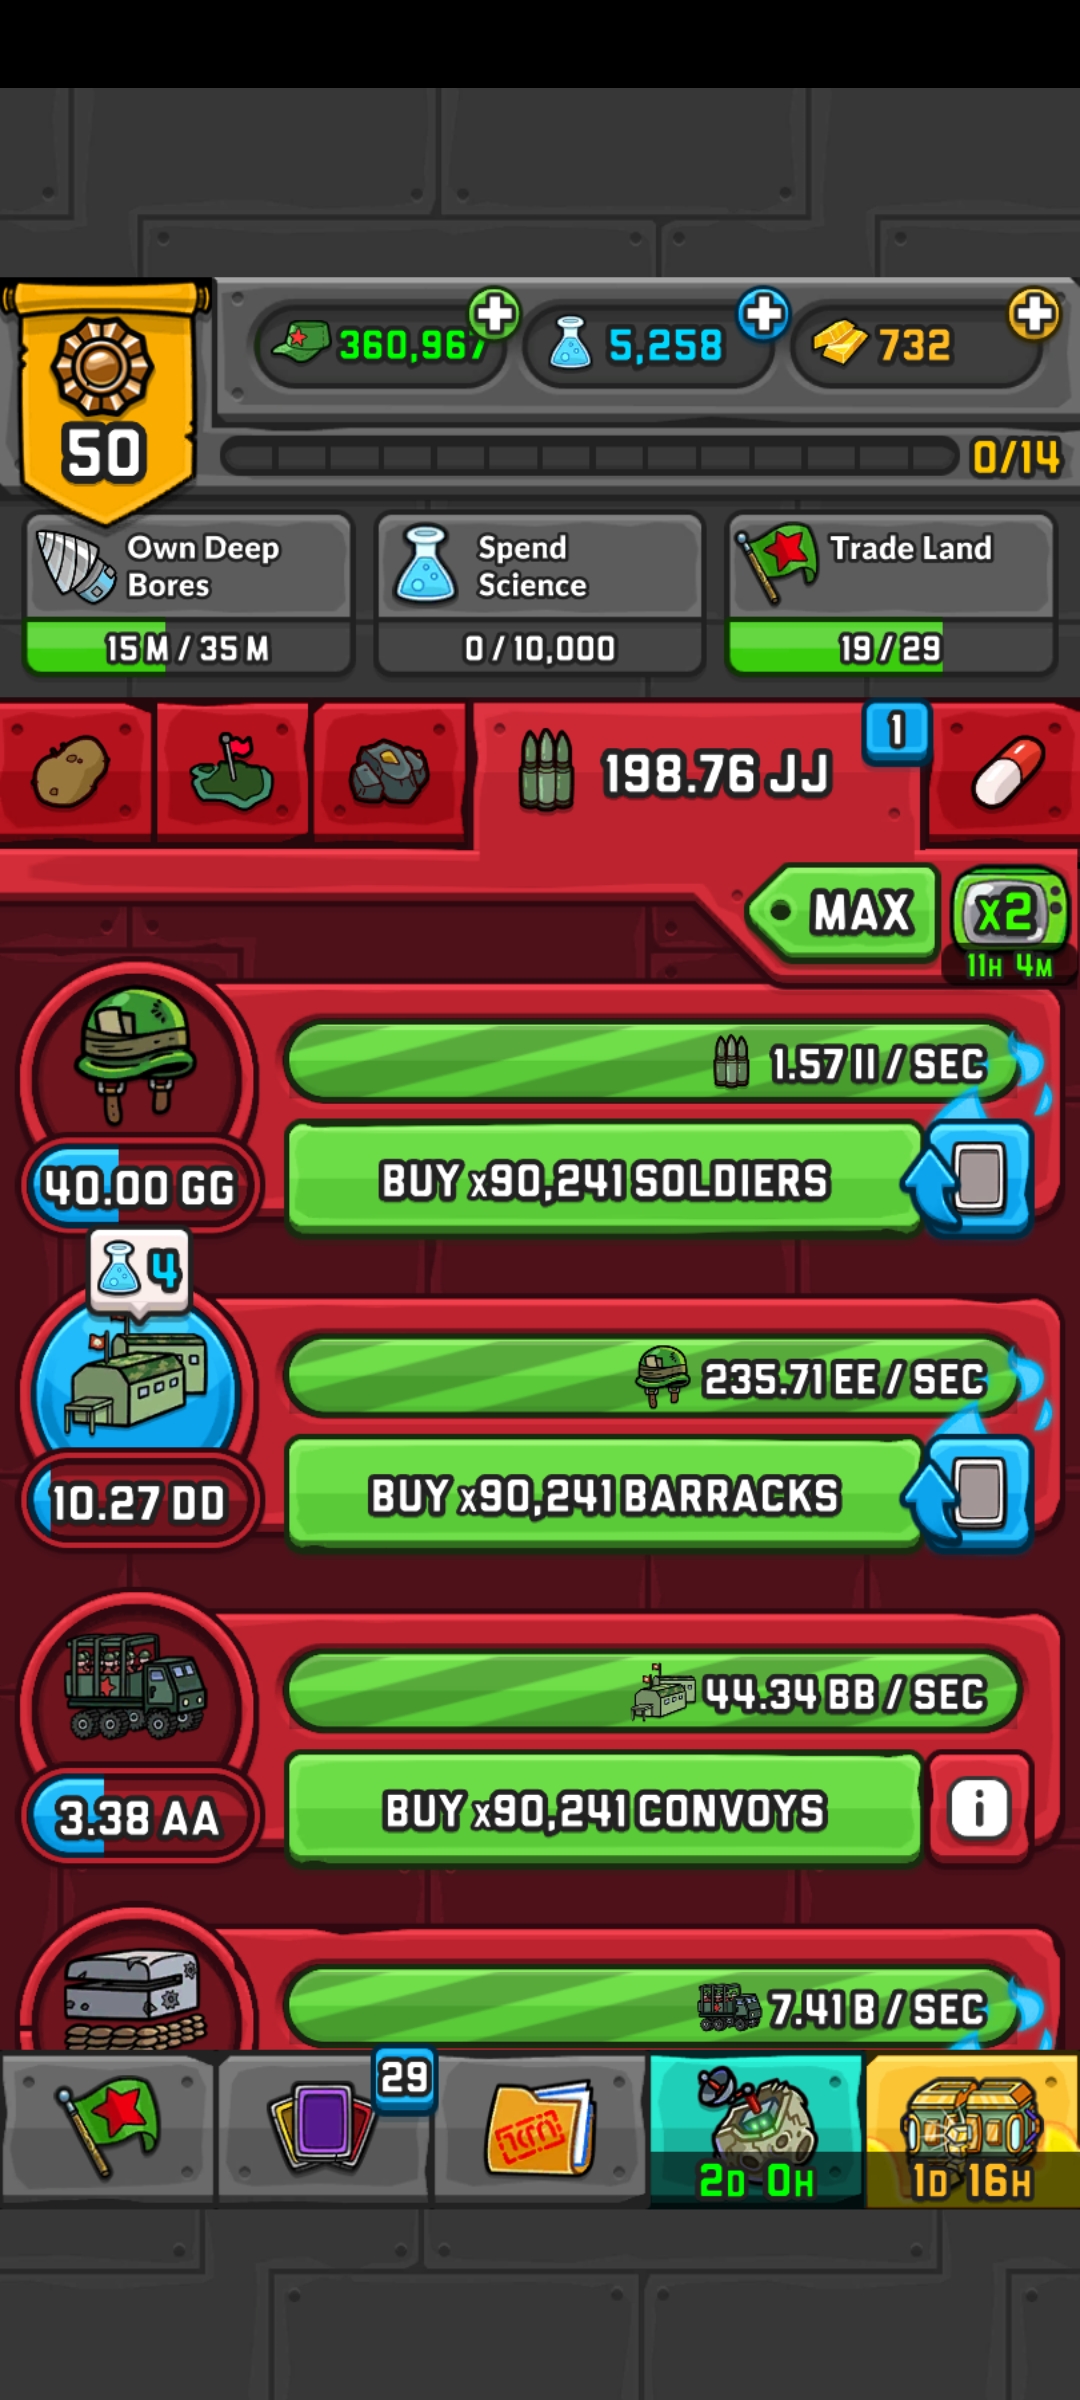 360,967
5,258
732
50
0/14
Own Deep
Bores
15 M / 35 M
Spend
Science
0 / 10,000
Trade Land
19 / 29
198.76 JJ
1
MAX
x2
11H 4M
1.57 II / SEC
40.00 GG
BUY x90,241 SOLDIERS
4
235.71 EE / SEC
10.27 DD
BUY x90,241 BARRACKS
44.34 BB / SEC
3.38 AA
BUY x90,241 CONVOYS
i
7.41 B / SEC
29
2D 0H
1D 16H